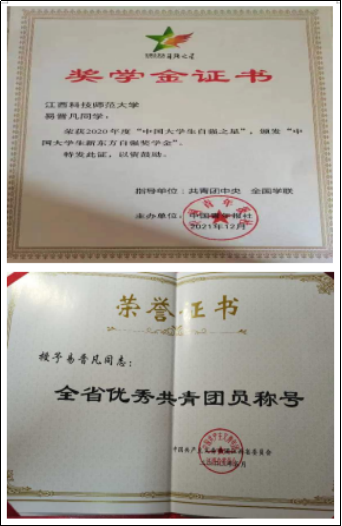 奖学金证书
江西科技师范大学
易普凡同学:
荣获2020年度“中国大学生自强之星”，颁发“中
国大学生新东方自强奖学金”。
特发此证，以资鼓励。
指导单位：共青团中央 全国学联
主办单位：中国青年报社
2021年12月
荣誉证书
授予易普凡同志：
全省优秀共青团员称号